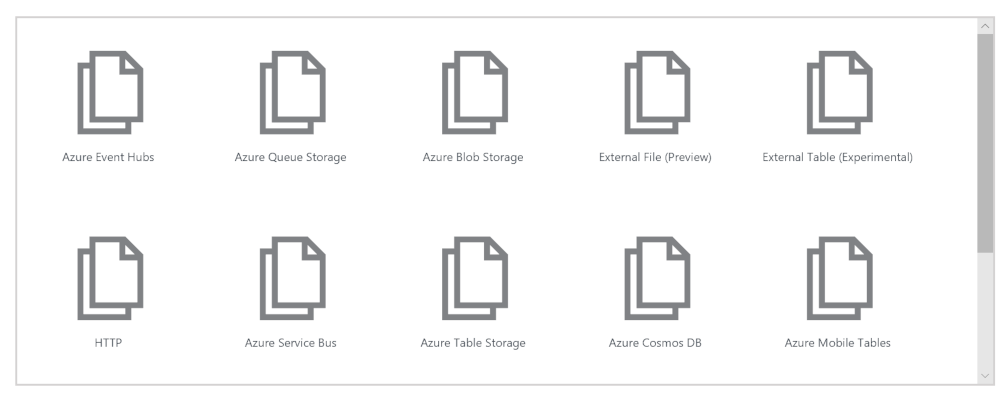 Azure Event Hubs
Azure Queue Storage
Azure Blob Storage
External File (Preview)
External Table (Experimental)
HTTP
Azure Service Bus
Azure Table Storage
Azure Cosmos DB
Azure Mobile Tables